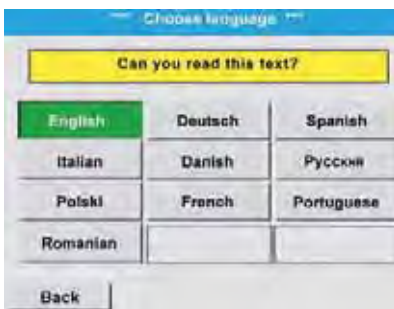 *** Choose language ***
Can you read this text?
English Deutsch Spanish
Italian Danish Русский
Polski French Portuguese
Romanian
Back